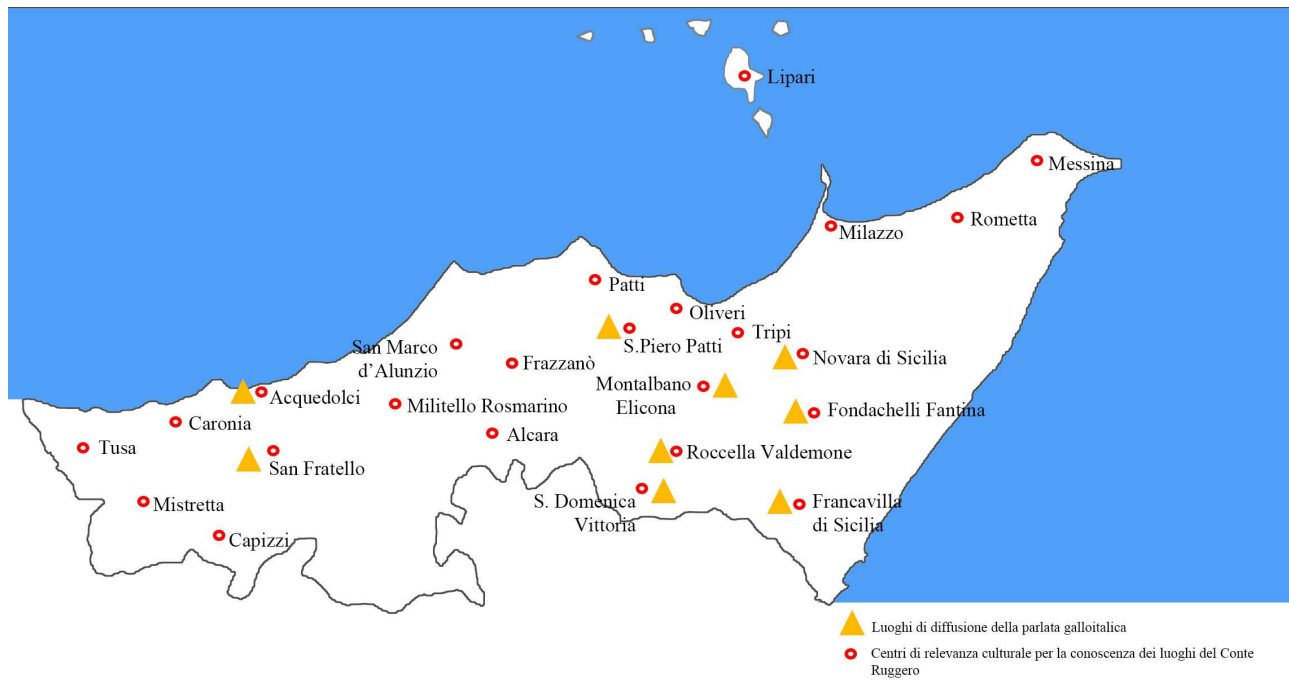 Lipari
Messina
Rometta
Milazzo
Patti
Oliveri
Tripi
S.Piero Patti
San Marco
d'Alunzio
Frazzanò
Novara di Sicilia
Montalbano
Elicona
Acquedolci
Militello Rosmarino
Fondachelli Fantina
Caronia
Alcara
Tusa
San Fratello
Roccella Valdemone
Mistretta
S. Domenica
Vittoria
Francavilla
di Sicilia
Capizzi
Luoghi di diffusione della parlata galloitalica
Centri di relevanza culturale per la conoscenza dei luoghi del Conte
Ruggero